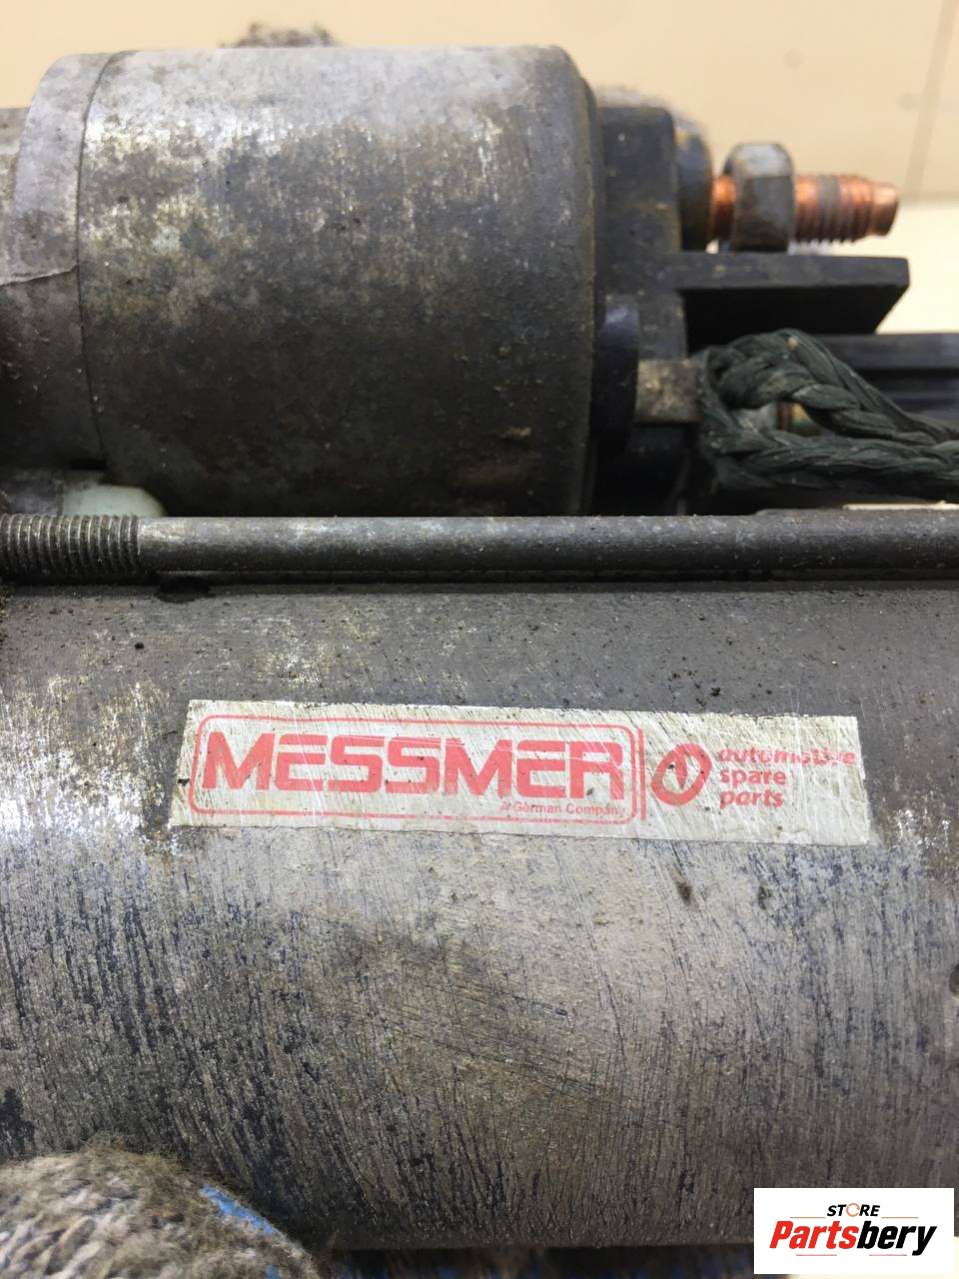 MESSMER
A German Company
automotive
spare
parts
STORE
Partsbery